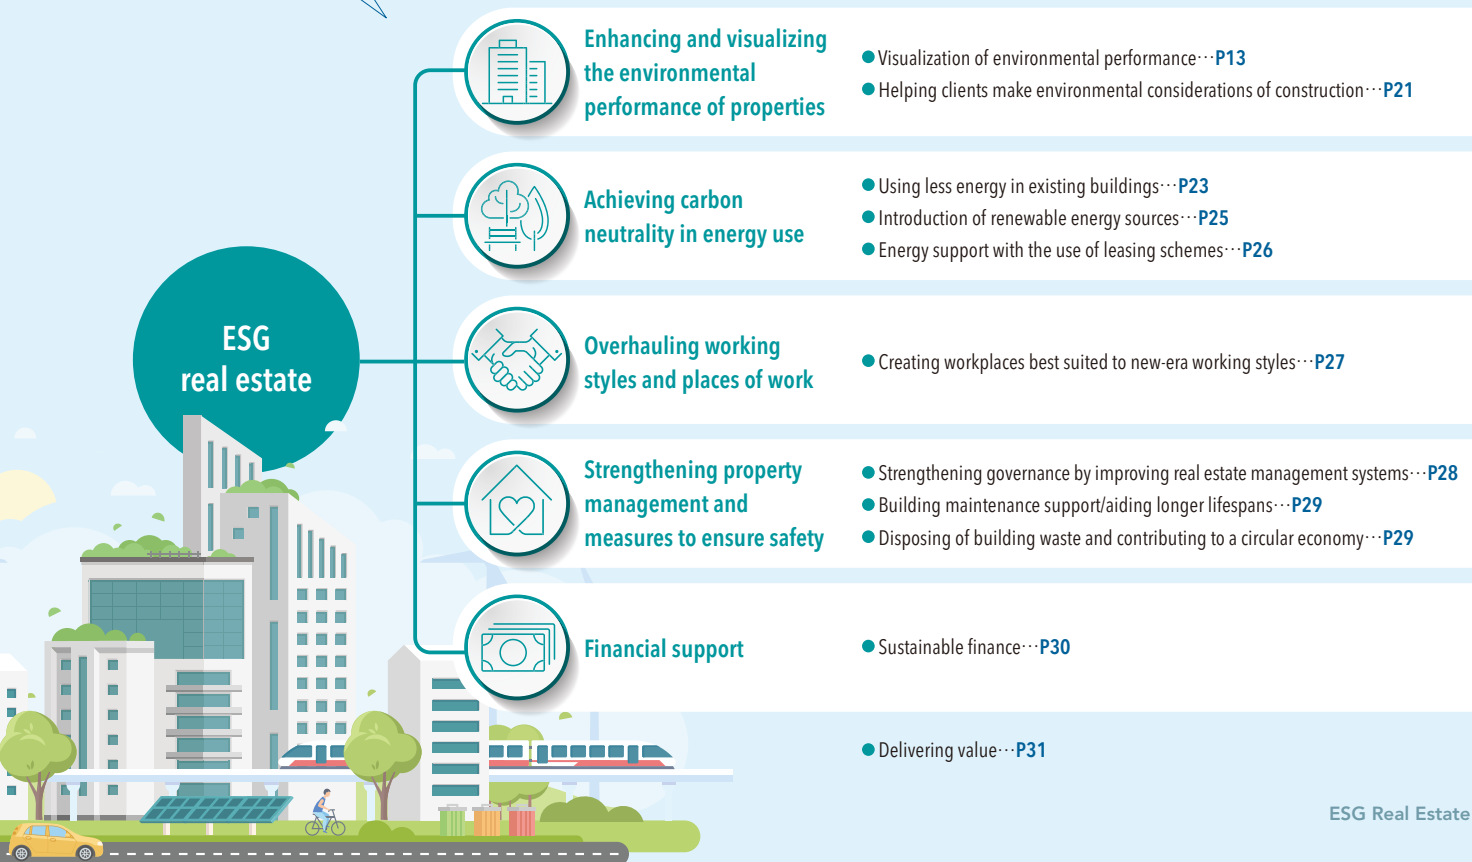 ESG
real estate
Enhancing and visualizing
the environmental
performance of properties
●Visualization of environmental performance···P13
●Helping clients make environmental considerations of construction···P21
Achieving carbon
neutrality in energy use
●Using less energy in existing buildings···P23
●Introduction of renewable energy sources···P25
●Energy support with the use of leasing schemes···P26
Overhauling working
styles and places of work
●Creating workplaces best suited to new-era working styles···P27
Strengthening property
management and
measures to ensure safety
●Strengthening governance by improving real estate management systems···P28
●Building maintenance support/aiding longer lifespans···P29
●Disposing of building waste and contributing to a circular economy···P29
Financial support
●Sustainable finance···P30
●Delivering value···P31
ESG Real Estate